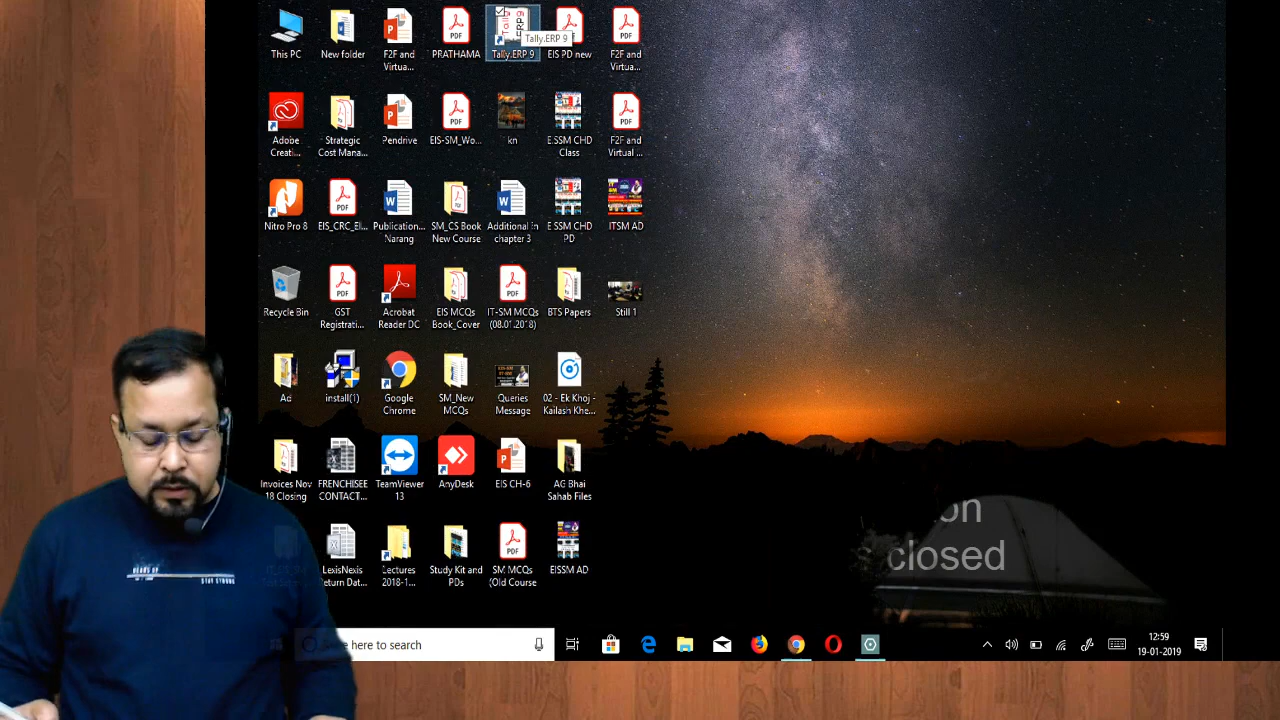 This PC
New folder
F2F and
Virtua...
PRATHAMA
Tally.ERP 9
Tally.ERP 9
EIS PD new
F2F and
Virtua...
Adobe
Creati...
Strategic
Cost Mana...
Pendrive
EIS-SM_Wo...
kn
E.SSM CHD
Class
F2F and
Virtual ...
Nitro Pro 8
EIS_CRC_El...
Publication...
Narang
SM_CS Book
New Course
Additional in
chapter 3
E SSM CHD
PD
ITSM AD
Recycle Bin
GST
Registrati...
Acrobat
Reader DC
EIS MCQs
Book_Cover
IT-SM MCQs
(08.01.2018)
BTS Papers
Still 1
Ad
install(1)
Google
Chrome
SM_New
MCQs
Queries
Message
02 - Ek Khoj -
Kailash Khe...
Invoices Nov
18 Closing
FRENCHISEE
CONTACT...
TeamViewer
13
AnyDesk
EIS CH-6
AG Bhai
Sahab Files
LexisNexis
Return Dat...
Lectures
2018-1...
Study Kit and
PDs
SM MCQs
(Old Course
EISSM AD
on
closed
here to search
12:59
19-01-2019